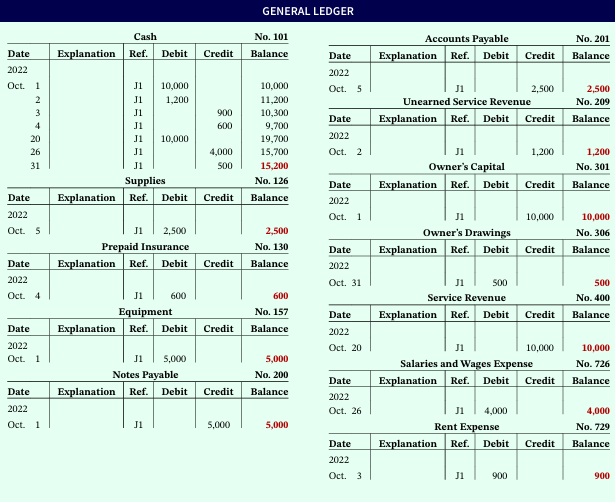 GENERAL LEDGER
Cash No. 101
Date Explanation Ref. Debit Credit Balance
2022
Oct. 1 J1 10,000 10,000
2 J1 1,200 11,200
3 J1 900 10,300
4 J1 600 9,700
20 J1 10,000 19,700
26 J1 4,000 15,700
31 J1 500 15,200
Supplies No. 126
Date Explanation Ref. Debit Credit Balance
2022
Oct. 5 J1 2,500 2,500
Prepaid Insurance No. 130
Date Explanation Ref. Debit Credit Balance
2022
Oct. 4 J1 600 600
Equipment No. 157
Date Explanation Ref. Debit Credit Balance
2022
Oct. 1 J1 5,000 5,000
Notes Payable No. 200
Date Explanation Ref. Debit Credit Balance
2022
Oct. 1 J1 5,000 5,000
Accounts Payable No. 201
Date Explanation Ref. Debit Credit Balance
2022
Oct. 5 J1 2,500 2,500
Unearned Service Revenue No. 209
Date Explanation Ref. Debit Credit Balance
2022
Oct. 2 J1 1,200 1,200
Owner's Capital No. 301
Date Explanation Ref. Debit Credit Balance
2022
Oct. 1 J1 10,000 10,000
Owner's Drawings No. 306
Date Explanation Ref. Debit Credit Balance
2022
Oct. 31 J1 500 500
Service Revenue No. 400
Date Explanation Ref. Debit Credit Balance
2022
Oct. 20 J1 10,000 10,000
Salaries and Wages Expense No. 726
Date Explanation Ref. Debit Credit Balance
2022
Oct. 26 J1 4,000 4,000
Rent Expense No. 729
Date Explanation Ref. Debit Credit Balance
2022
Oct. 3 J1 900 900